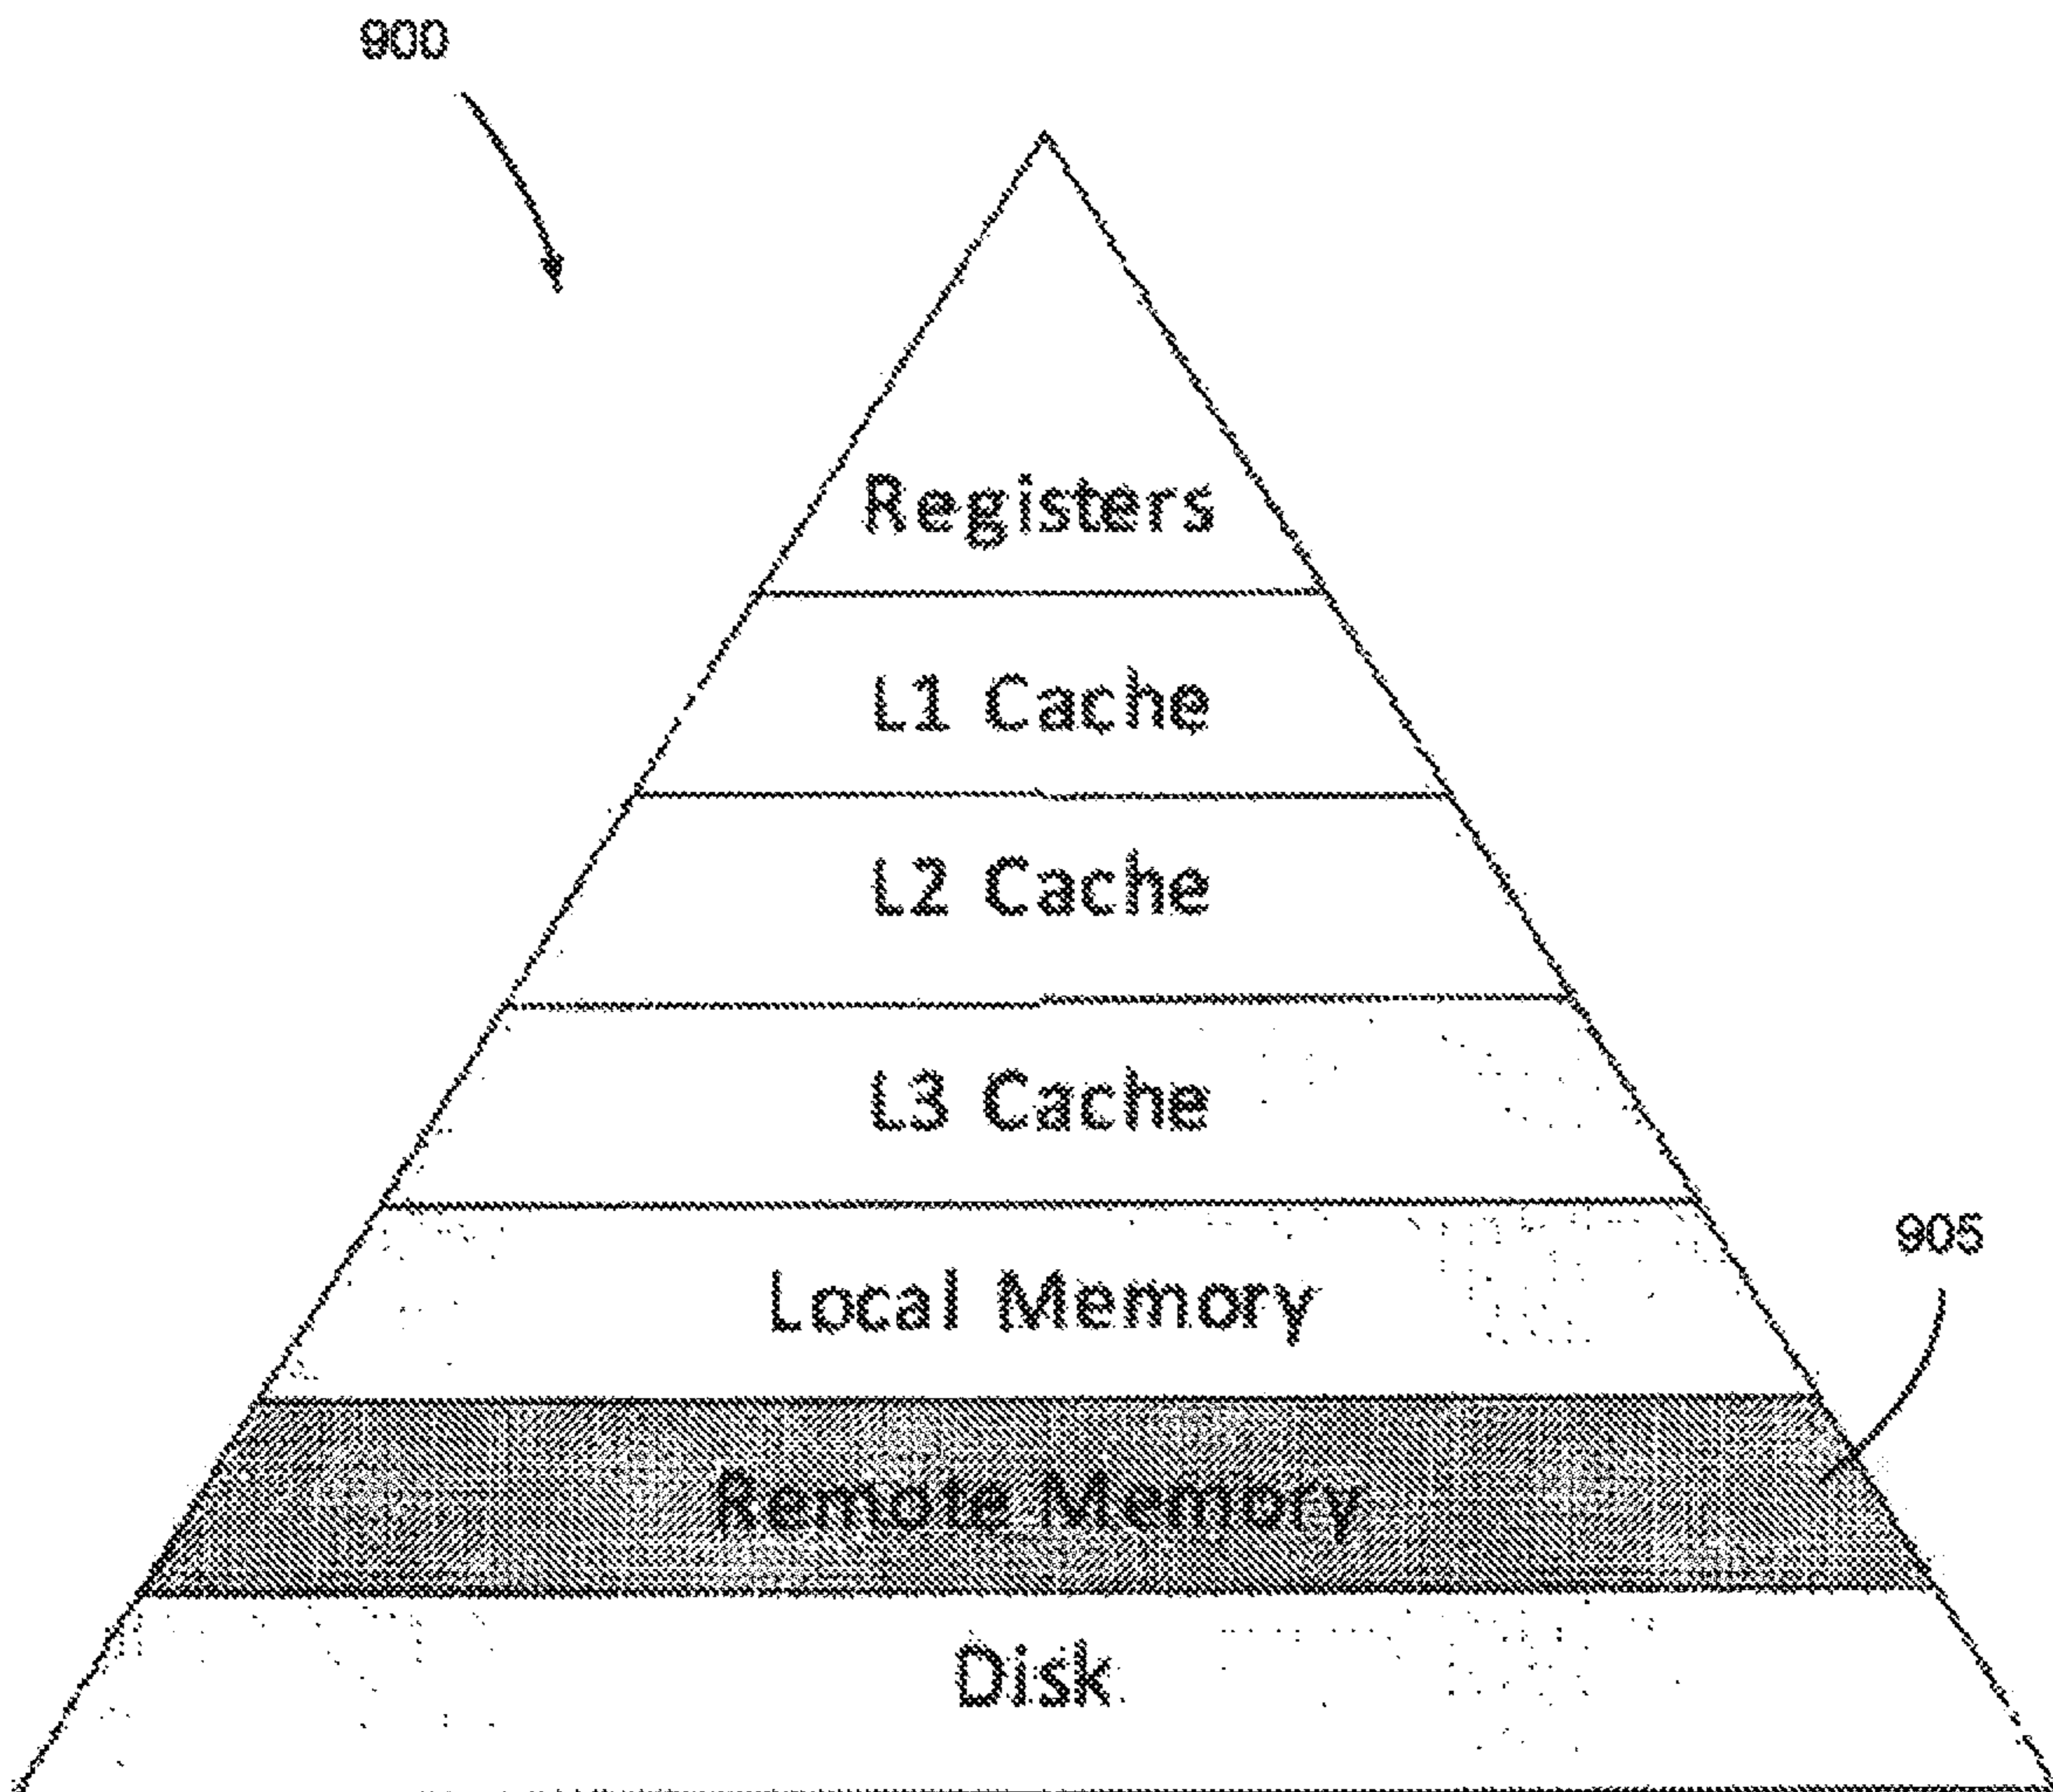 900
Registers
L1 Cache
L2 Cache
L3 Cache
Local Memory
905
Remote Memory
Disk